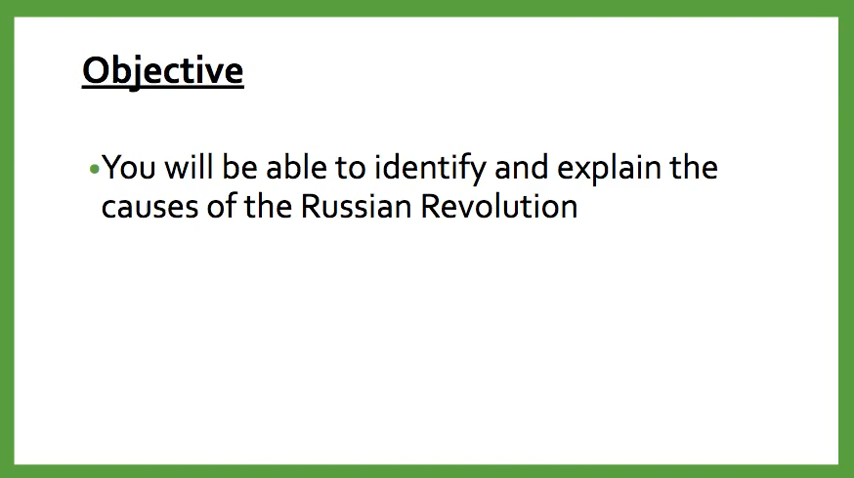 Objective
•You will be able to identify and explain the
causes of the Russian Revolution